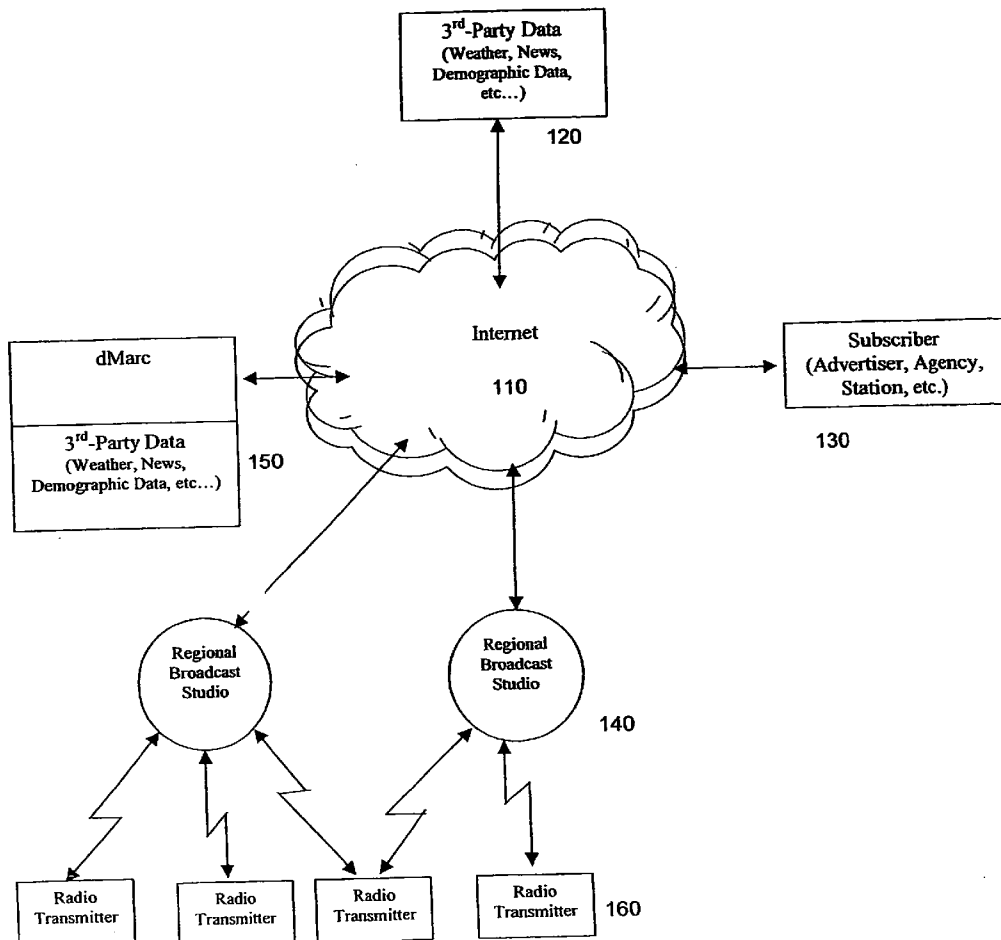 3rd-Party Data
(Weather, News,
Demographic Data,
etc...)
120
Internet
110
dMarc
3rd-Party Data
(Weather, News,
Demographic Data, etc...)
150
Subscriber
(Advertiser, Agency,
Station, etc.)
130
Regional
Broadcast
Studio
Regional
Broadcast
Studio
140
Radio
Transmitter
Radio
Transmitter
Radio
Transmitter
Radio
Transmitter
160